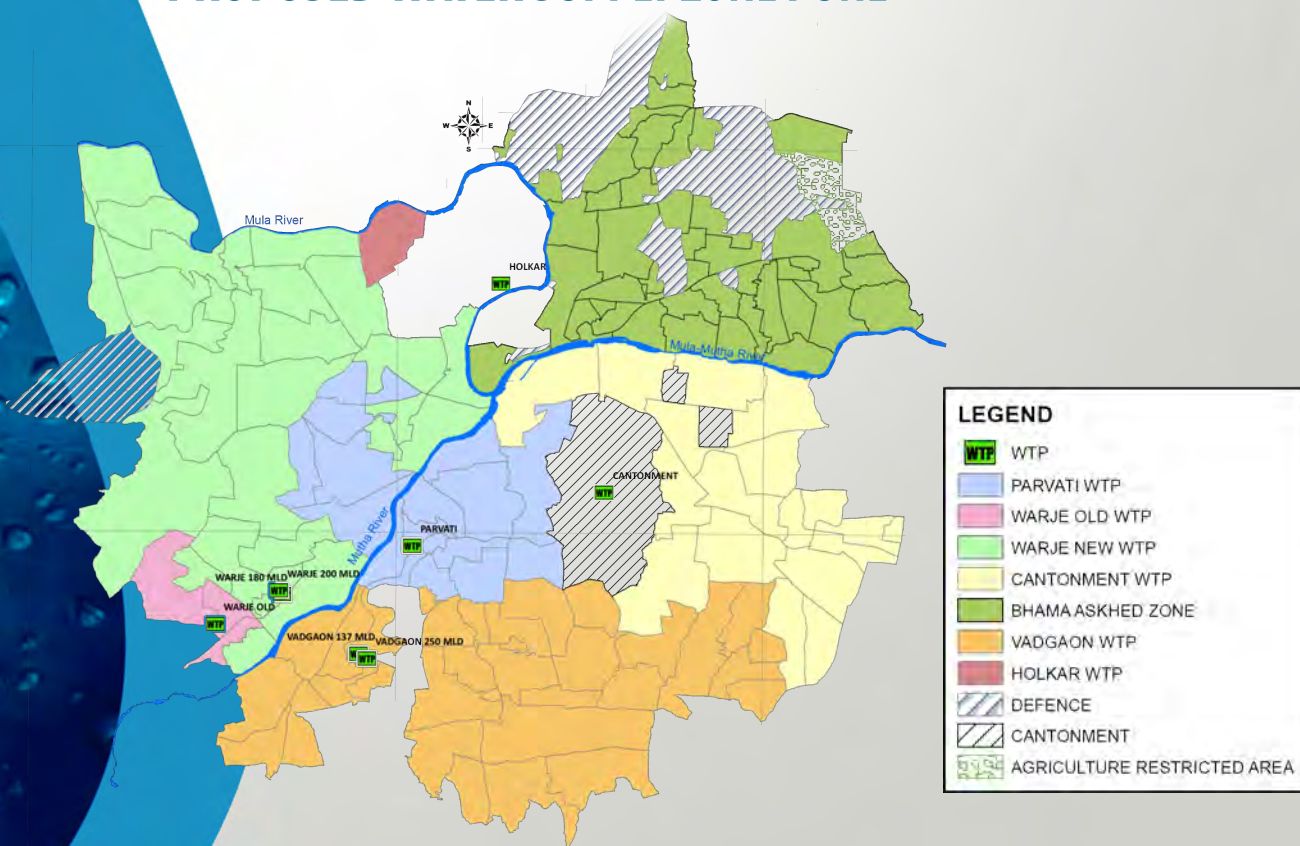 N
W E
S
Mula River
HOLKAR
WTP
Mula-Mutha River
CANTONMENT
WTP
Mutha River
PARVATI
WTP
WARJE 180 MLD
WARJE 200 MLD
WTP
WARJE OLD
WTP
VADGAON 137 MLD
VADGAON 250 MLD
WTP
LEGEND
WTP WTP
PARVATI WTP
WARJE OLD WTP
WARJE NEW WTP
CANTONMENT WTP
BHAMA ASKHED ZONE
VADGAON WTP
HOLKAR WTP
DEFENCE
CANTONMENT
AGRICULTURE RESTRICTED AREA